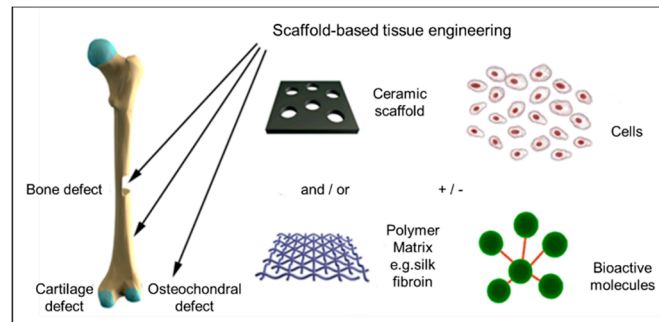 Scaffold-based tissue engineering
Ceramic
scaffold
Cells
Bone defect
and / or
+ / -
Polymer
Matrix
e.g.silk
fibroin
Bioactive
molecules
Cartilage
defect
Osteochondral
defect